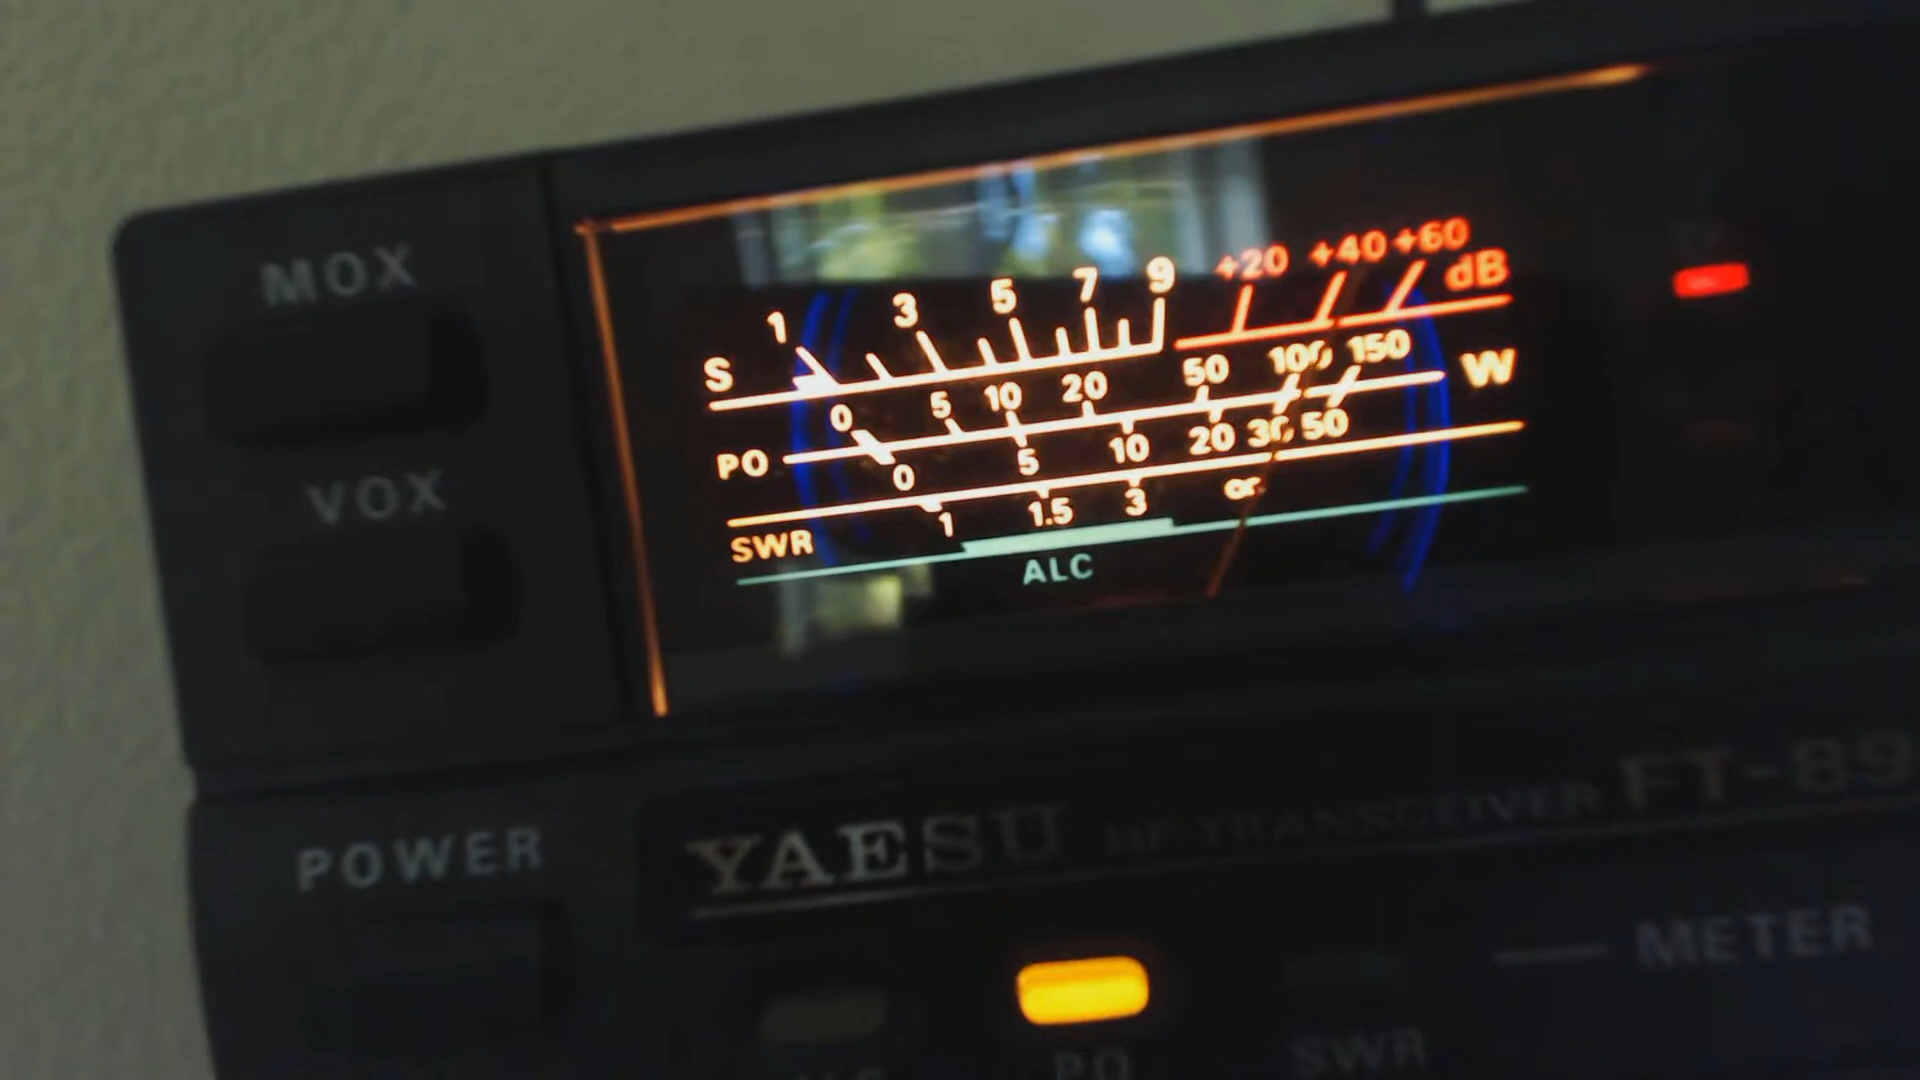 MOX
VOX
POWER
1 3 5 7 9 +20 +40 +60 dB
S
0 5 10 20 50 100 150 W
PO
0 5 10 20 30 50
SWR 1 1.5 3 ∞
ALC
YAESU HF TRANSCEIVER FT-89
METER
PO SWR